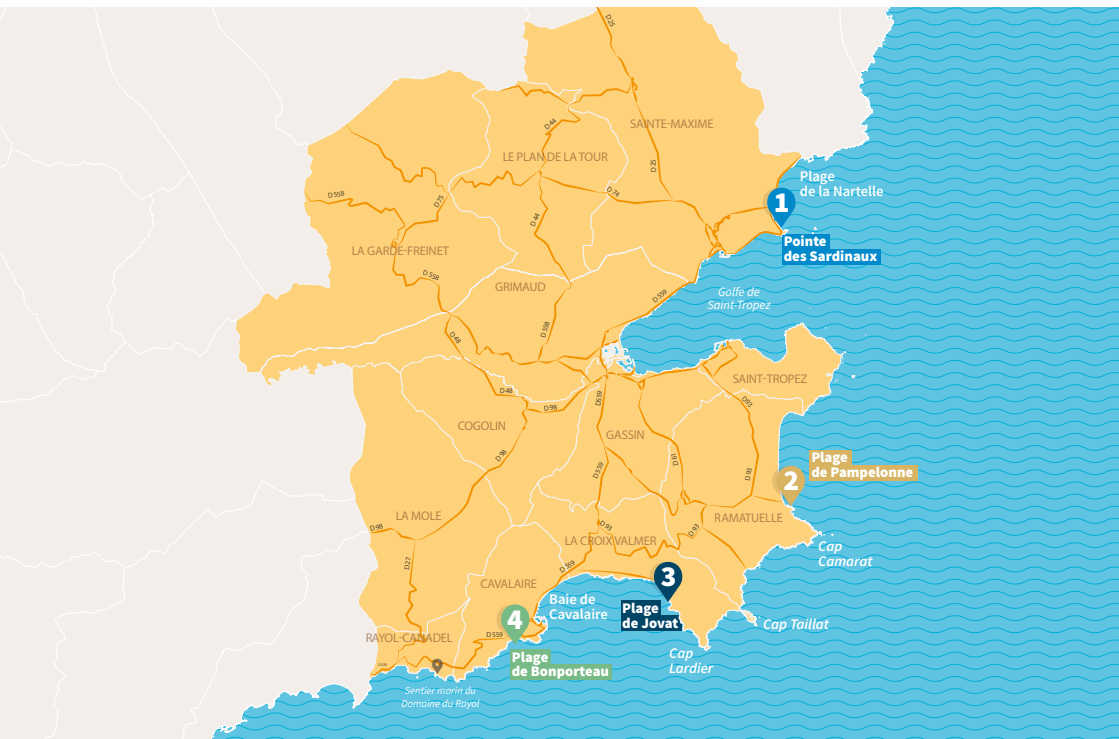 D25
SAINTE-MAXIME
D44
LE PLAN DE LA TOUR
D25
Plage
de la Nartelle
D558
D75
D74
1
D44
Pointe
des Sardinaux
LA GARDE-FREINET
D558
GRIMAUD
Golfe de
Saint-Tropez
D559
D558
D48
SAINT-TROPEZ
D48
D98
D559
D93
COGOLIN
GASSIN
D98
D559
D61
D93
Plage
de Pampelonne
2
LA MOLE
D98
RAMATUELLE
D93
D93
LA CROIX VALMER
Cap
Camarat
D27
D559
3
CAVALAIRE
Baie de
Cavalaire
Plage
de Jovat
4
Cap Taillat
RAYOL-CANADEL
D559
Cap
Lardier
Plage
de Bonporteau
Sentier marin du
Domaine du Rayol